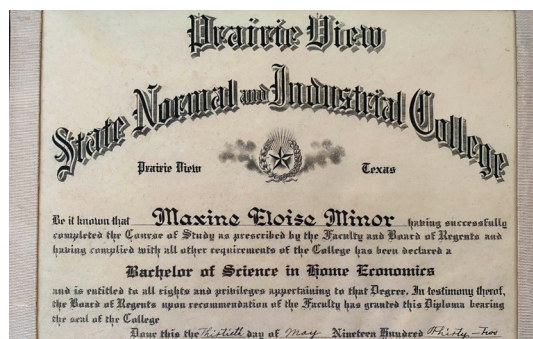 Prairie View
State Normal and Industrial College
Prairie View Texas
Be it known that Maxine Eloise Minor having successfully
completed the Course of Study as prescribed by the Faculty and Board of Regents and
having complied with all other requirements of the College has been declared a
Bachelor of Science in Home Economics
and is entitled to all rights and privileges appertaining to that Degree. In testimony therof,
the Board of Regents upon recommendation of the Faculty has granted this Diploma bearing
the seal of the College
Done this the Thirtieth day of May Nineteen Hundred Thirty-Two